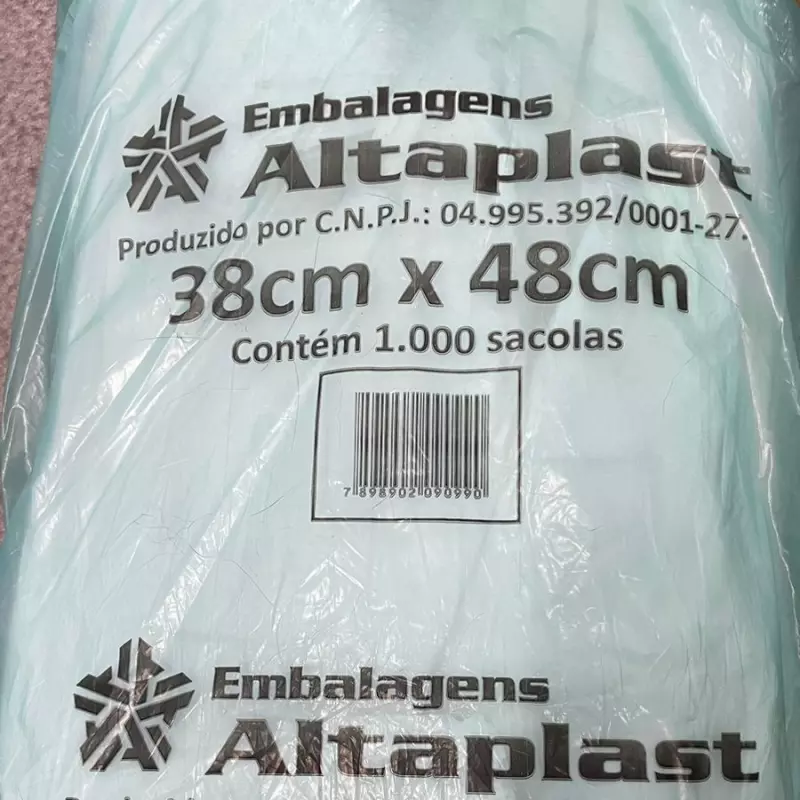 Embalagens
Altaplast
Produzido por C.N.P.J.: 04.995.392/0001-27.
38cm x 48cm
Contém 1.000 sacolas
7 898902 090990
Embalagens
Altaplast